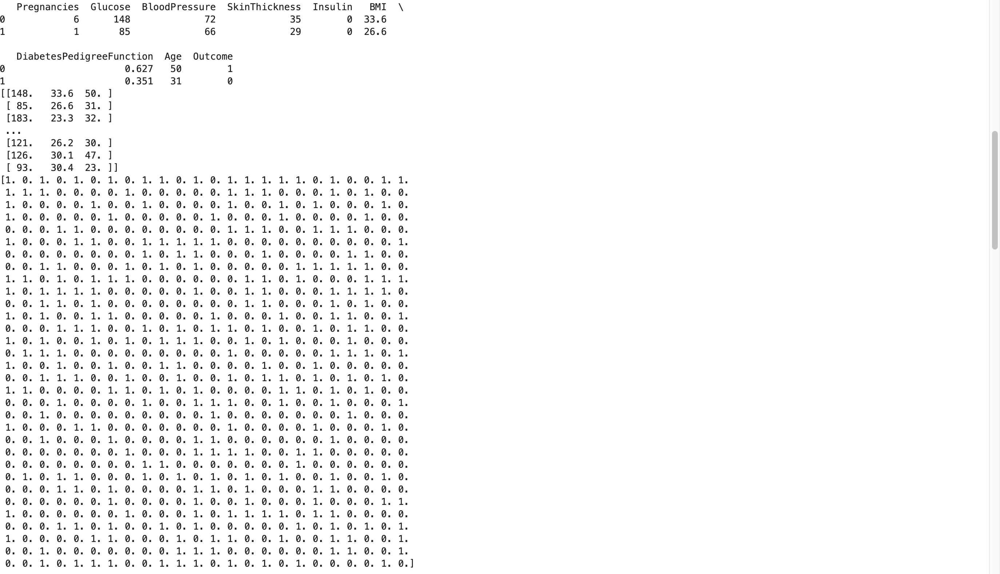 Pregnancies  Glucose  BloodPressure  SkinThickness  Insulin   BMI  \
0            6      148             72             35        0  33.6
1            1       85             66             29        0  26.6

   DiabetesPedigreeFunction  Age  Outcome
0                     0.627   50        1
1                     0.351   31        0
[[148.   33.6  50. ]
 [ 85.   26.6  31. ]
 [183.   23.3  32. ]
 ...
 [121.   26.2  30. ]
 [126.   30.1  47. ]
 [ 93.   30.4  23. ]]
[1. 0. 1. 0. 1. 0. 1. 0. 1. 1. 0. 1. 0. 1. 1. 1. 1. 1. 0. 1. 0. 0. 1. 1.
 1. 1. 1. 0. 0. 0. 0. 1. 0. 0. 0. 0. 0. 1. 1. 1. 0. 0. 0. 1. 0. 1. 0. 0.
 1. 0. 0. 0. 0. 1. 0. 0. 1. 0. 0. 0. 0. 1. 0. 0. 1. 0. 1. 0. 0. 0. 1. 0.
 1. 0. 0. 0. 0. 0. 1. 0. 0. 0. 0. 0. 1. 0. 0. 0. 1. 0. 0. 0. 0. 1. 0. 0.
 0. 0. 0. 1. 1. 0. 0. 0. 0. 0. 0. 0. 0. 1. 1. 1. 0. 0. 1. 1. 1. 0. 0. 0.
 1. 0. 0. 0. 1. 1. 0. 0. 1. 1. 1. 1. 1. 0. 0. 0. 0. 0. 0. 0. 0. 0. 0. 1.
 0. 0. 0. 0. 0. 0. 0. 0. 1. 0. 1. 1. 0. 0. 0. 1. 0. 0. 0. 0. 1. 1. 0. 0.
 0. 0. 1. 1. 0. 0. 0. 1. 0. 1. 0. 1. 0. 0. 0. 0. 0. 1. 1. 1. 1. 1. 0. 0.
 1. 1. 0. 1. 0. 1. 1. 1. 0. 0. 0. 0. 0. 0. 1. 1. 0. 1. 0. 0. 0. 1. 1. 1.
 1. 0. 1. 1. 1. 1. 0. 0. 0. 0. 0. 1. 0. 0. 1. 1. 0. 0. 0. 1. 1. 1. 1. 0.
 0. 0. 1. 1. 0. 1. 0. 0. 0. 0. 0. 0. 0. 0. 1. 1. 0. 0. 0. 1. 0. 1. 0. 0.
 1. 0. 1. 0. 0. 1. 1. 0. 0. 0. 0. 0. 1. 0. 0. 0. 1. 0. 0. 1. 1. 0. 0. 1.
 0. 0. 0. 1. 1. 1. 0. 0. 1. 0. 1. 0. 1. 1. 0. 1. 0. 0. 1. 0. 1. 1. 0. 0.
 1. 0. 1. 0. 0. 1. 0. 1. 0. 1. 1. 1. 0. 0. 1. 0. 1. 0. 0. 0. 1. 0. 0. 0.
 0. 1. 1. 1. 0. 0. 0. 0. 0. 0. 0. 0. 0. 1. 0. 0. 0. 0. 0. 1. 1. 1. 0. 1.
 1. 0. 0. 1. 0. 0. 1. 0. 0. 1. 1. 0. 0. 0. 0. 1. 0. 0. 1. 0. 0. 0. 0. 0.
 0. 0. 1. 1. 1. 0. 0. 1. 0. 0. 1. 0. 0. 1. 0. 1. 1. 0. 1. 0. 1. 0. 1. 0.
 1. 1. 0. 0. 0. 0. 1. 1. 0. 1. 0. 1. 0. 0. 0. 0. 1. 1. 0. 1. 0. 1. 0. 0.
 0. 0. 0. 1. 0. 0. 0. 0. 1. 0. 0. 1. 1. 1. 0. 0. 1. 0. 0. 1. 0. 0. 0. 1.
 0. 0. 1. 0. 0. 0. 0. 0. 0. 0. 0. 0. 1. 0. 0. 0. 0. 0. 0. 0. 1. 0. 0. 0.
 1. 0. 0. 0. 1. 1. 0. 0. 0. 0. 0. 0. 0. 1. 0. 0. 0. 0. 1. 0. 0. 0. 1. 0.
 0. 0. 1. 0. 0. 0. 1. 0. 0. 0. 0. 1. 1. 0. 0. 0. 0. 0. 0. 1. 0. 0. 0. 0.
 0. 0. 0. 0. 0. 0. 0. 1. 0. 0. 0. 1. 1. 1. 1. 0. 0. 1. 1. 0. 0. 0. 0. 0.
 0. 0. 0. 0. 0. 0. 0. 0. 1. 1. 0. 0. 0. 0. 0. 0. 0. 1. 0. 0. 0. 0. 0. 0.
 0. 1. 0. 1. 1. 0. 0. 0. 1. 0. 1. 0. 1. 0. 1. 0. 1. 0. 0. 1. 0. 0. 1. 0.
 0. 0. 0. 1. 1. 0. 1. 0. 0. 0. 0. 1. 1. 0. 1. 0. 0. 0. 1. 1. 0. 0. 0. 0.
 0. 0. 0. 0. 0. 0. 1. 0. 0. 0. 0. 1. 0. 0. 1. 0. 0. 0. 1. 0. 0. 0. 1. 1.
 1. 0. 0. 0. 0. 0. 0. 1. 0. 0. 0. 1. 0. 1. 1. 1. 1. 0. 1. 1. 0. 0. 0. 0.
 0. 0. 0. 1. 1. 0. 1. 0. 0. 1. 0. 1. 0. 0. 0. 0. 0. 1. 0. 1. 0. 1. 0. 1.
 1. 0. 0. 0. 0. 1. 1. 0. 0. 0. 1. 0. 1. 1. 0. 0. 1. 0. 0. 1. 1. 0. 0. 1.
 0. 0. 1. 0. 0. 0. 0. 0. 0. 0. 1. 1. 1. 0. 0. 0. 0. 0. 0. 1. 1. 0. 0. 1.
 0. 0. 1. 0. 1. 1. 1. 0. 0. 1. 1. 1. 0. 1. 0. 1. 0. 1. 0. 0. 0. 0. 1. 0.]